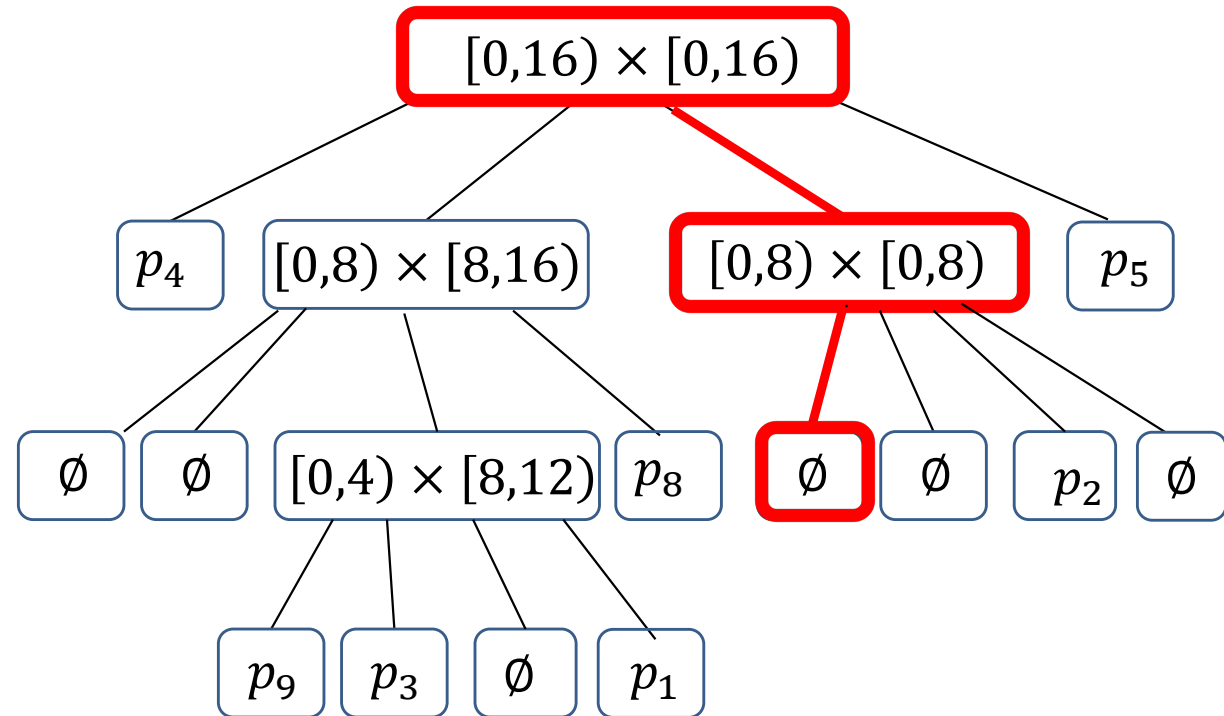 [0,16) × [0,16)
p₄ [0,8) × [8,16) [0,8) × [0,8) p₅
∅ ∅ [0,4) × [8,12) p₈ ∅ ∅ p₂ ∅
p₉ p₃ ∅ p₁